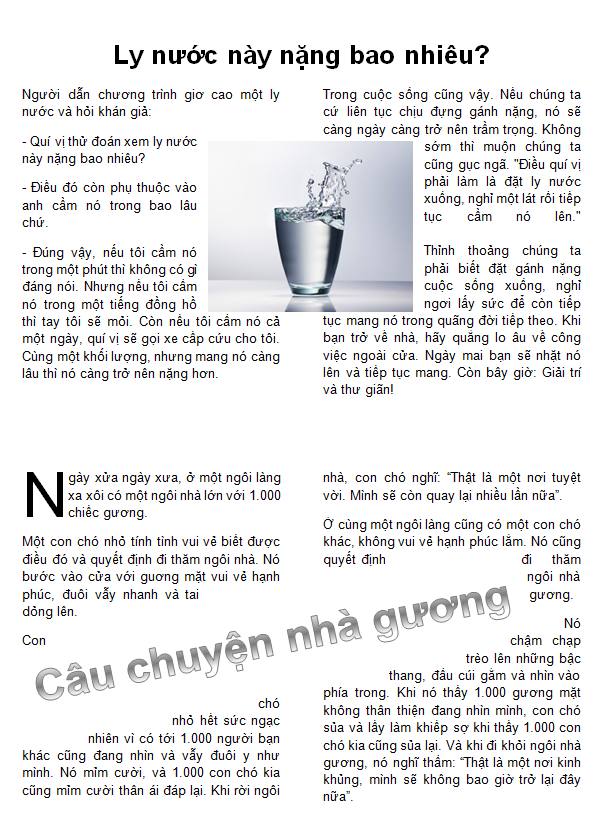 Ly nước này nặng bao nhiêu?
Người dẫn chương trình giơ cao một ly
nước và hỏi khán giả:
- Quí vị thử đoán xem ly nước
này nặng bao nhiêu?
- Điều đó còn phụ thuộc vào
anh cầm nó trong bao lâu
chứ.
- Đúng vậy, nếu tôi cầm nó
trong một phút thì không có gì
đáng nói. Nhưng nếu tôi cầm
nó trong một tiếng đồng hồ
thì tay tôi sẽ mỏi. Còn nếu tôi cầm nó cả
một ngày, quí vị sẽ gọi xe cấp cứu cho tôi.
Cùng một khối lượng, nhưng mang nó càng
lâu thì nó càng trở nên nặng hơn.
Trong cuộc sống cũng vậy. Nếu chúng ta
cứ liên tục chịu đựng gánh nặng, nó sẽ
càng ngày càng trở nên trầm trọng. Không
sớm thì muộn chúng ta
cũng gục ngã. "Điều quí vị
phải làm là đặt ly nước
xuống, nghỉ một lát rồi tiếp
tục cầm nó lên."
Thỉnh thoảng chúng ta
phải biết đặt gánh nặng
cuộc sống xuống, nghỉ
ngơi lấy sức để còn tiếp
tục mang nó trong quãng đời tiếp theo. Khi
bạn trở về nhà, hãy quẳng lo âu về công
việc ngoài cửa. Ngày mai bạn sẽ nhặt nó
lên và tiếp tục mang. Còn bây giờ: Giải trí
và thư giãn!
Ngày xửa ngày xưa, ở một ngôi làng
xa xôi có một ngôi nhà lớn với 1.000
chiếc gương.
Một con chó nhỏ tính tình vui vẻ biết được
điều đó và quyết định đi thăm ngôi nhà. Nó
bước vào cửa với guơng mặt vui vẻ hạnh
phúc, đuôi vẫy nhanh và tai
dỏng lên.
Con
Câu chuyện nhà gương
chó
nhỏ hết sức ngạc
nhiên vì có tới 1.000 người bạn
khác cũng đang nhìn và vẫy đuôi y như
mình. Nó mỉm cười, và 1.000 con chó kia
cũng mỉm cười thân ái đáp lại. Khi rời ngôi
nhà, con chó nghĩ: “Thật là một nơi tuyệt
vời. Mình sẽ còn quay lại nhiều lần nữa”.
Ở cùng một ngôi làng cũng có một con chó
khác, không vui vẻ hạnh phúc lắm. Nó cũng
quyết định đi thăm
ngôi nhà
gương.
Nó
chậm chạp
trèo lên những bậc
thang, đầu cúi gằm và nhìn vào
phía trong. Khi nó thấy 1.000 gương mặt
không thân thiện đang nhìn mình, con chó
sủa và lấy làm khiếp sợ khi thấy 1.000 con
chó kia cũng sủa lại. Và khi đi khỏi ngôi nhà
gương, nó nghĩ thầm: “Thật là một nơi kinh
khủng, mình sẽ không bao giờ trở lại đây
nữa”.